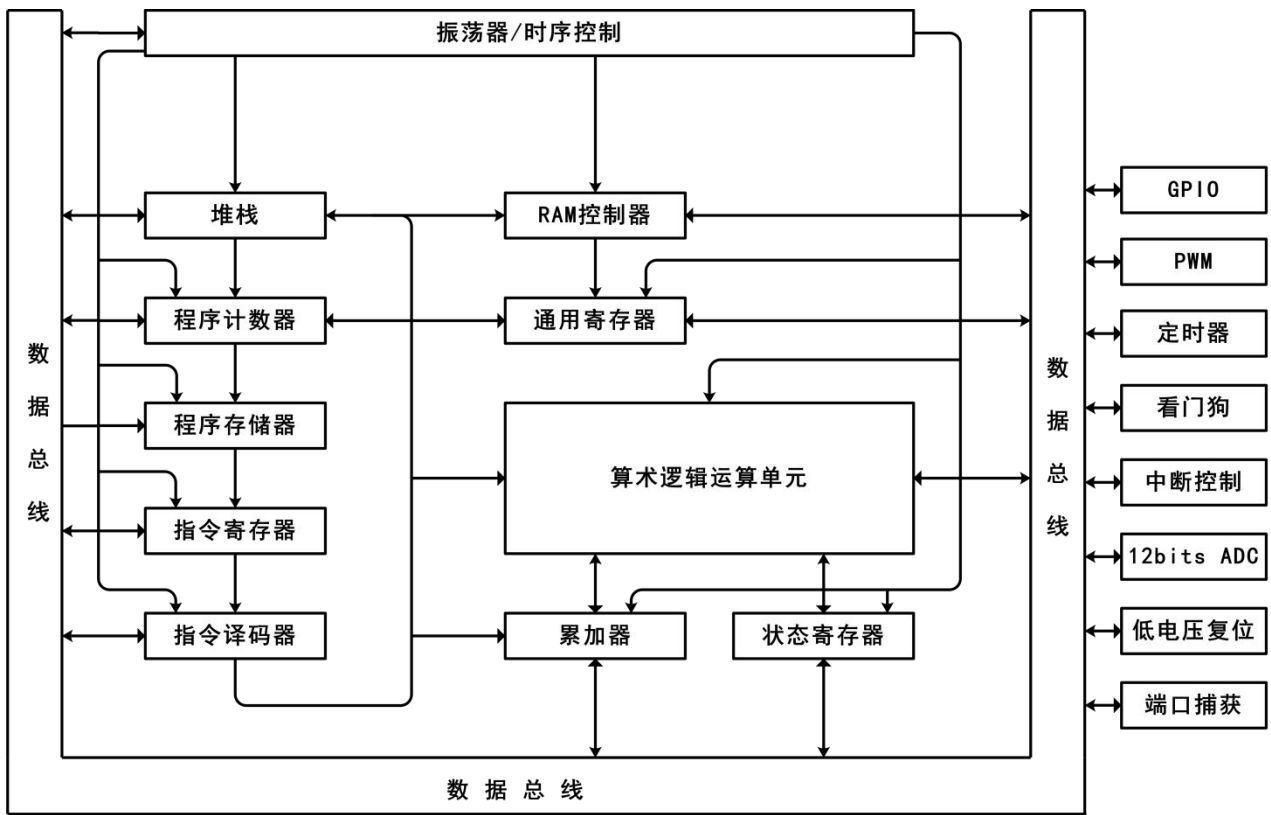 振荡器/时序控制
堆栈
RAM控制器
程序计数器
通用寄存器
程序存储器
算术逻辑运算单元
指令寄存器
指令译码器
累加器
状态寄存器
数据总线
数据总线
数据总线
GPIO
PWM
定时器
看门狗
中断控制
12bits ADC
低电压复位
端口捕获